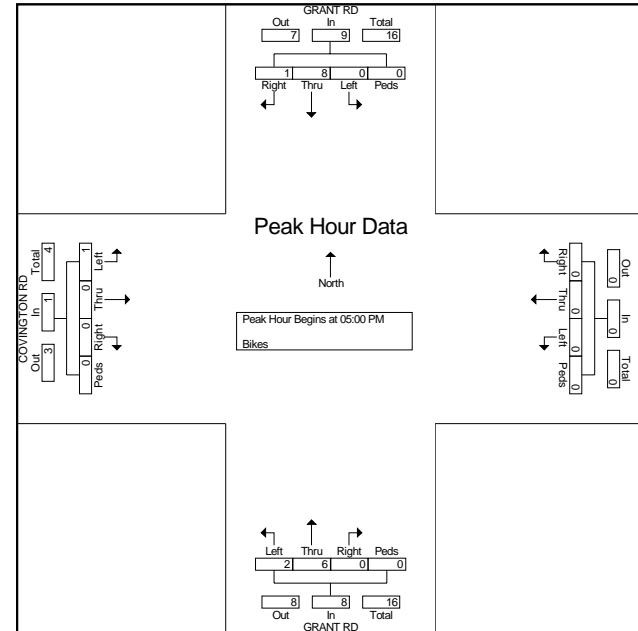 GRANT RD
Out In Total
7 9 16
1 8 0 0
Right Thru Left Peds
Peak Hour Data
North
Peak Hour Begins at 05:00 PM
Bikes
COVINGTON RD
Out In Total
3 1 4
0 0 0 1
Peds Right Thru Left
Out In Total
0 0 0
0 0 0 0
Right Thru Left Peds
Left Thru Right Peds
2 6 0 0
8 8 16
Out In Total
GRANT RD